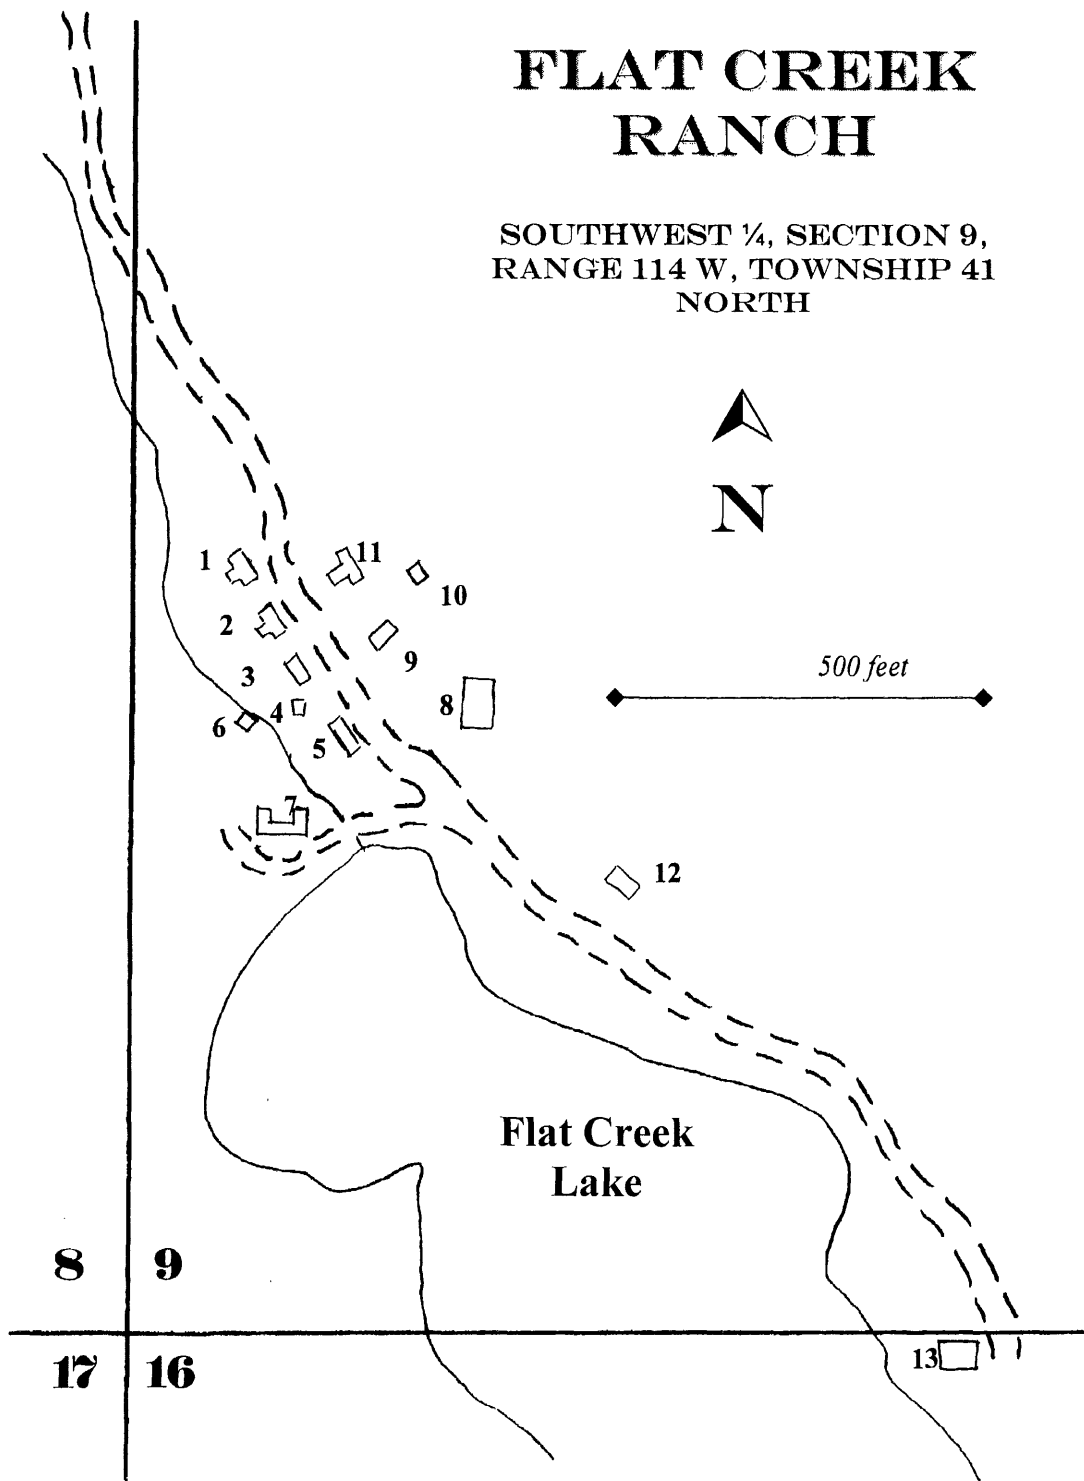 FLAT CREEK
RANCH
SOUTHWEST ¼, SECTION 9,
RANGE 114 W, TOWNSHIP 41
NORTH
N
1
11
10
2
9
3
500 feet
4
8
6
5
7
12
Flat Creek
Lake
8 9
13
17 16